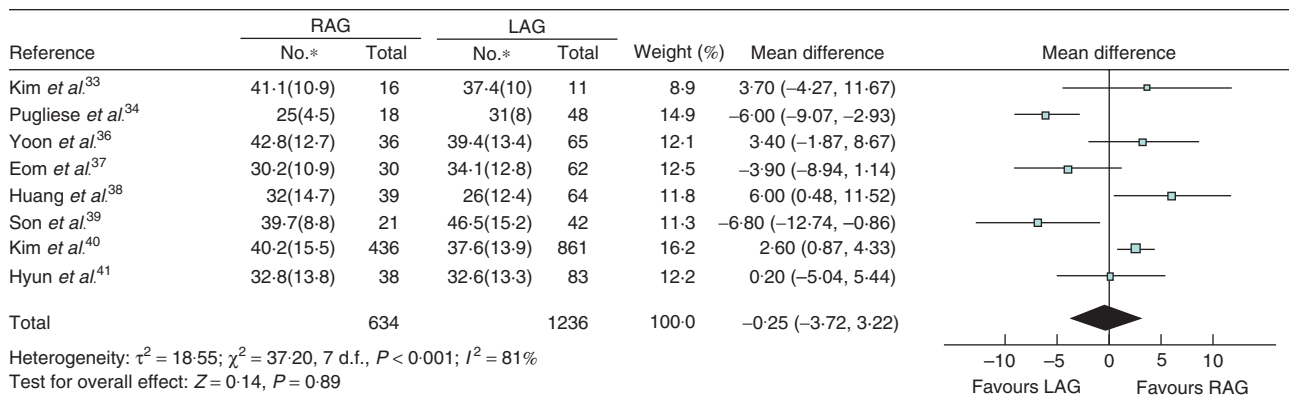 RAG LAG
Reference No.* Total No.* Total Weight (%) Mean difference Mean difference
Kim et al.33 41·1(10·9) 16 37·4(10) 11 8·9 3·70 (−4·27, 11·67)
Pugliese et al.34 25(4·5) 18 31(8) 48 14·9 −6·00 (−9·07, −2·93)
Yoon et al.36 42·8(12·7) 36 39·4(13·4) 65 12·1 3·40 (−1·87, 8·67)
Eom et al.37 30·2(10·9) 30 34·1(12·8) 62 12·5 −3·90 (−8·94, 1·14)
Huang et al.38 32(14·7) 39 26(12·4) 64 11·8 6·00 (0·48, 11·52)
Son et al.39 39·7(8·8) 21 46·5(15·2) 42 11·3 −6·80 (−12·74, −0·86)
Kim et al.40 40·2(15·5) 436 37·6(13·9) 861 16·2 2·60 (0·87, 4·33)
Hyun et al.41 32·8(13·8) 38 32·6(13·3) 83 12·2 0·20 (−5·04, 5·44)
Total 634 1236 100·0 −0·25 (−3·72, 3·22)
Heterogeneity: τ² = 18·55; χ² = 37·20, 7 d.f., P < 0·001; I² = 81%
Test for overall effect: Z = 0·14, P = 0·89
−10 −5 0 5 10
Favours LAG Favours RAG